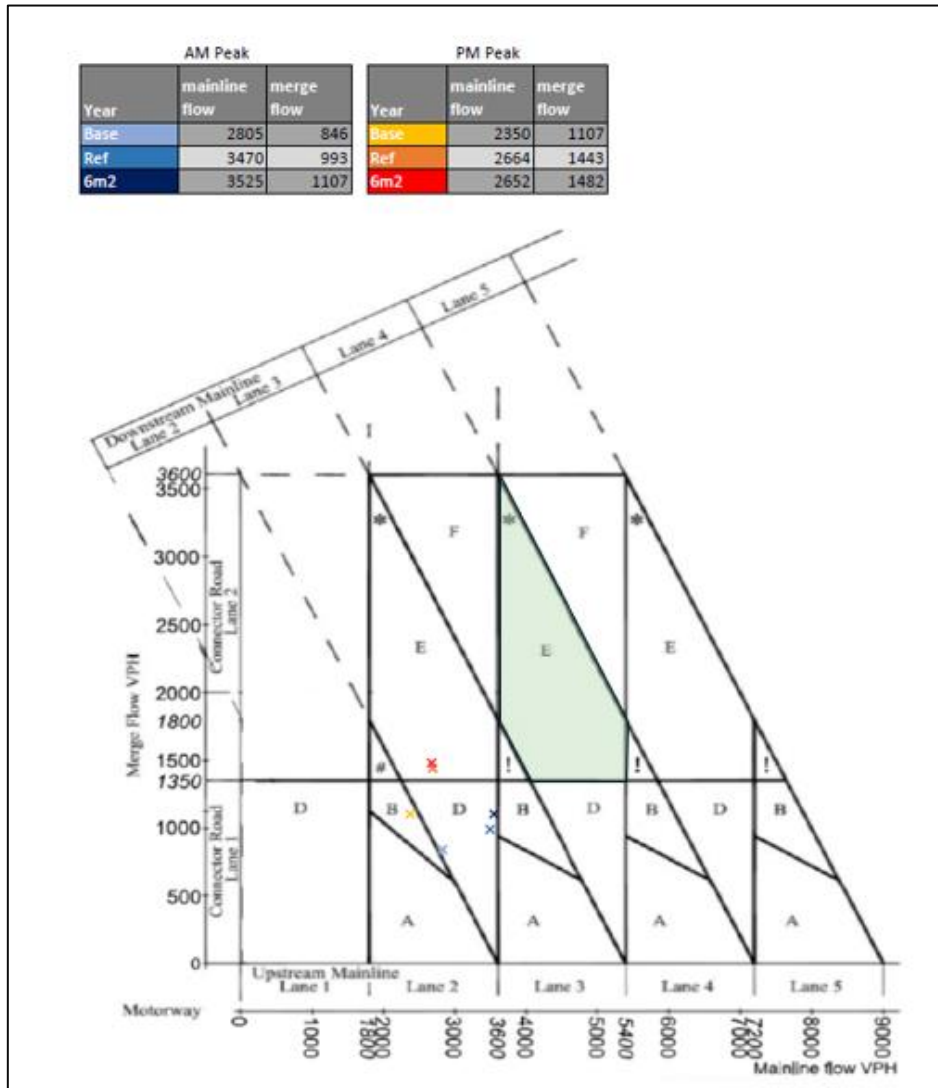 AM Peak
PM Peak
Year mainline flow merge flow
Base 2805 846
Ref 3470 993
6m2 3525 1107
Year mainline flow merge flow
Base 2350 1107
Ref 2664 1443
6m2 2652 1482
Lane 5
Lane 4
Downstream Mainline
Lane 3
Lane 2
3600
3500
3000
2500
2000
1800
1500
1350
1000
500
0
Merge Flow VPH
Connector Road
Lane 2
Connector Road
Lane 1
* F * F *
E E E
# ! ! !
D B D B D B D B
A A A A
Upstream Mainline
Lane 1 Lane 2 Lane 3 Lane 4 Lane 5
Motorway
0 1000 1800 2000 3000 3600 4000 5000 5400 6000 7000 7200 8000 9000
Mainline flow VPH